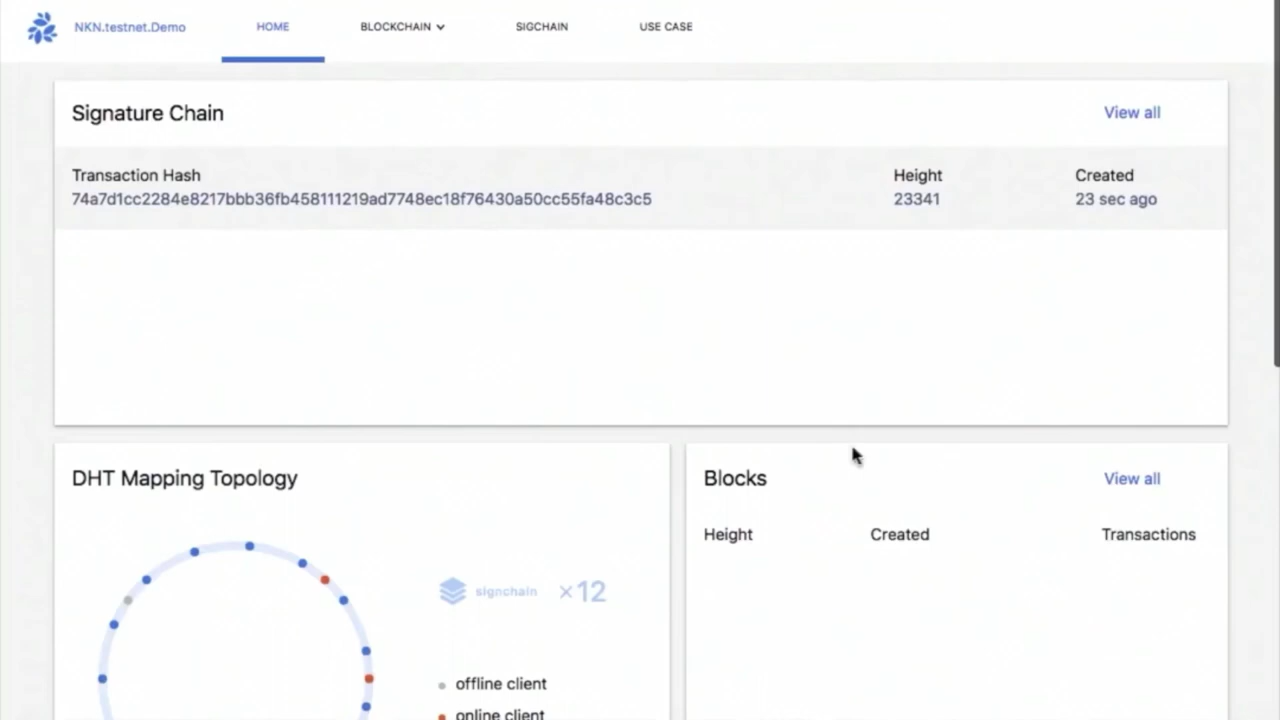 NKN.testnet.Demo HOME BLOCKCHAIN SIGCHAIN USE CASE
Signature Chain View all
Transaction Hash Height Created
74a7d1cc2284e8217bbb36fb458111219ad7748ec18f76430a50cc55fa48c3c5 23341 23 sec ago
DHT Mapping Topology
signchain ×12
offline client
online client
Blocks View all
Height Created Transactions